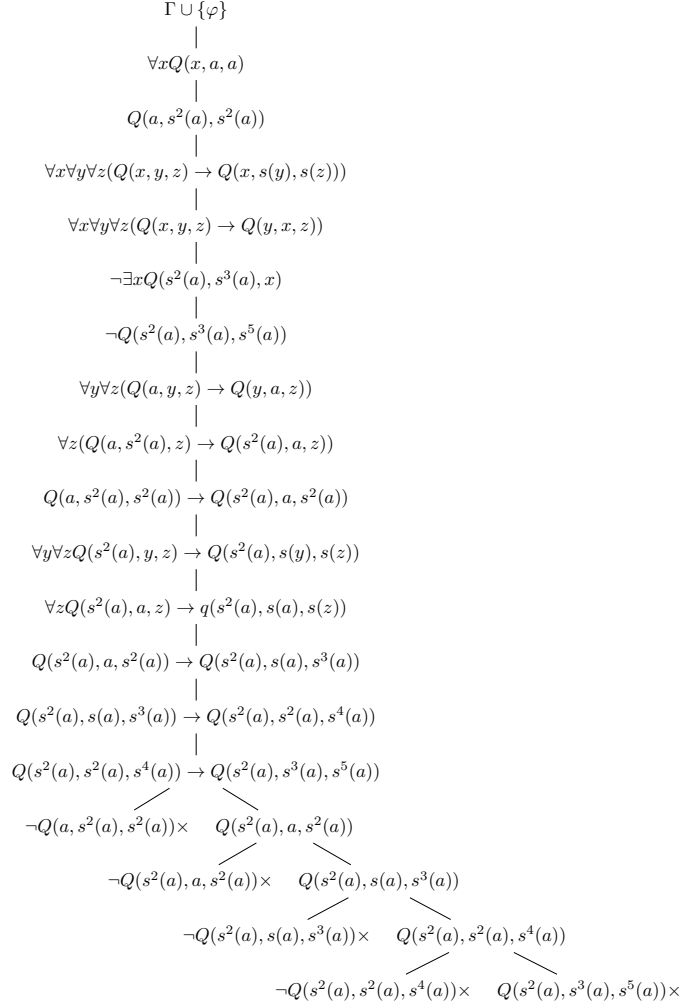 Γ ∪ {φ}
∀xQ(x, a, a)
Q(a, s²(a), s²(a))
∀x∀y∀z(Q(x, y, z) → Q(x, s(y), s(z)))
∀x∀y∀z(Q(x, y, z) → Q(y, x, z))
¬∃xQ(s²(a), s³(a), x)
¬Q(s²(a), s³(a), s⁵(a))
∀y∀z(Q(a, y, z) → Q(y, a, z))
∀z(Q(a, s²(a), z) → Q(s²(a), a, z))
Q(a, s²(a), s²(a)) → Q(s²(a), a, s²(a))
∀y∀zQ(s²(a), y, z) → Q(s²(a), s(y), s(z))
∀zQ(s²(a), a, z) → q(s²(a), s(a), s(z))
Q(s²(a), a, s²(a)) → Q(s²(a), s(a), s³(a))
Q(s²(a), s(a), s³(a)) → Q(s²(a), s²(a), s⁴(a))
Q(s²(a), s²(a), s⁴(a)) → Q(s²(a), s³(a), s⁵(a))
¬Q(a, s²(a), s²(a))× Q(s²(a), a, s²(a))
¬Q(s²(a), a, s²(a))× Q(s²(a), s(a), s³(a))
¬Q(s²(a), s(a), s³(a))× Q(s²(a), s²(a), s⁴(a))
¬Q(s²(a), s²(a), s⁴(a))× Q(s²(a), s³(a), s⁵(a))×